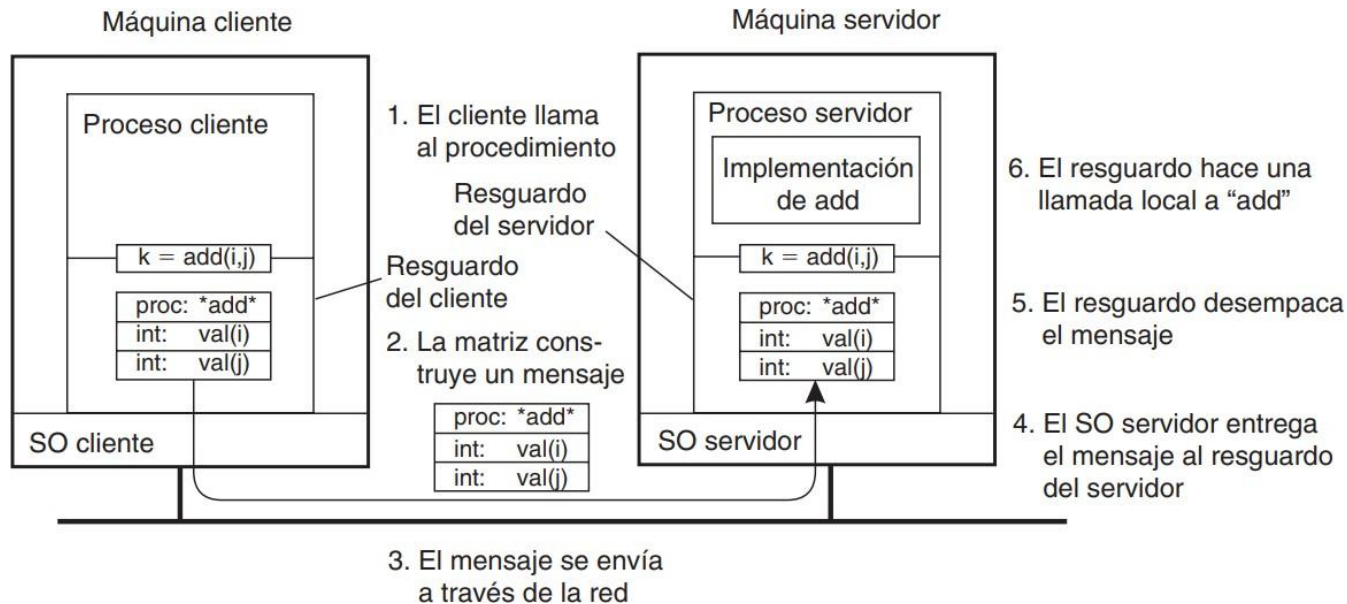 Máquina cliente
Máquina servidor
Proceso cliente
k = add(i,j)
proc: *add*
int: val(i)
int: val(j)
SO cliente
1. El cliente llama
al procedimiento
Resguardo
del servidor
Resguardo
del cliente
2. La matriz cons-
truye un mensaje
proc: *add*
int: val(i)
int: val(j)
Proceso servidor
Implementación
de add
k = add(i,j)
proc: *add*
int: val(i)
int: val(j)
SO servidor
6. El resguardo hace una
llamada local a “add”
5. El resguardo desempaca
el mensaje
4. El SO servidor entrega
el mensaje al resguardo
del servidor
3. El mensaje se envía
a través de la red